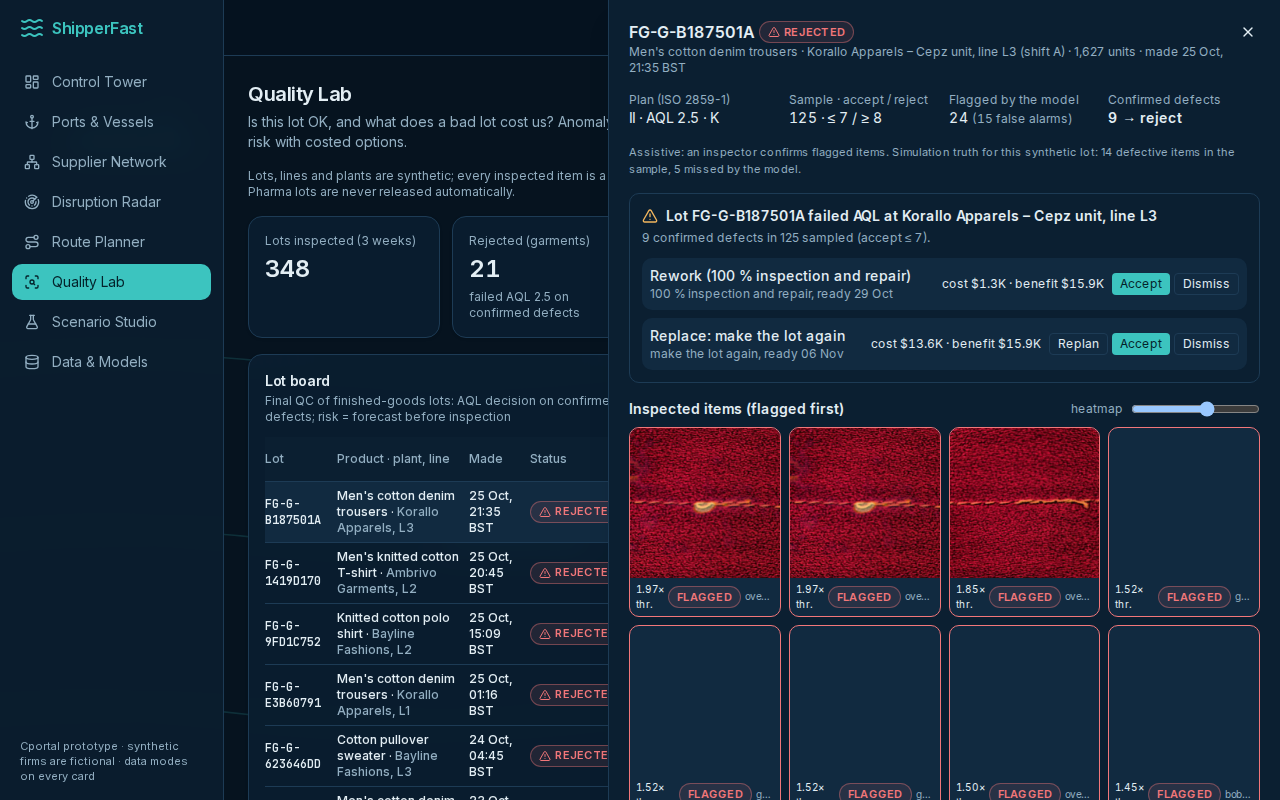 ShipperFast
Control Tower
Ports & Vessels
Supplier Network
Disruption Radar
Route Planner
Quality Lab
Scenario Studio
Data & Models
Cportal prototype · synthetic
firms are fictional · data modes
on every card
Quality Lab
Is this lot OK, and what does a bad lot cost us?
risk with costed options.
Lots, lines and plants are synthetic; every inspected item is a
Pharma lots are never released automatically.
Lots inspected (3 weeks)
348
Rejected (garments)
21
failed AQL 2.5 on
confirmed defects
Lot board
Final QC of finished-goods lots: AQL decision on
defects; risk = forecast before inspection
Lot Product · plant, line Made Status
FG-G-
B187501A
Men's cotton denim
trousers · Korallo
Apparels, L3
25 Oct,
21:35
BST
FG-G-
1419D170
Men's knitted cotton
T-shirt · Ambrivo
Garments, L2
25 Oct,
20:45
BST
FG-G-
9FD1C752
Knitted cotton polo
shirt · Bayline
Fashions, L2
25 Oct,
15:09
BST
FG-G-
E3B60791
Men's cotton denim
trousers · Korallo
Apparels, L1
25 Oct,
01:16
BST
FG-G-
623646DD
Cotton pullover
sweater · Bayline
Fashions, L3
24 Oct,
04:45
BST
FG-G-B187501A REJECTED
Men's cotton denim trousers · Korallo Apparels – Cepz unit, line L3 (shift A) · 1,627 units · made 25 Oct,
21:35 BST
Plan (ISO 2859-1)
II · AQL 2.5 · K
Sample · accept / reject
125 · ≤ 7 / ≥ 8
Flagged by the model
24 (15 false alarms)
Confirmed defects
9 → reject
Assistive: an inspector confirms flagged items. Simulation truth for this synthetic lot: 14 defective items in the
sample, 5 missed by the model.
Lot FG-G-B187501A failed AQL at Korallo Apparels – Cepz unit, line L3
9 confirmed defects in 125 sampled (accept ≤ 7).
Rework (100 % inspection and repair)
100 % inspection and repair, ready 29 Oct
cost $1.3K · benefit $15.9K Accept Dismiss
Replace: make the lot again
make the lot again, ready 06 Nov
cost $13.6K · benefit $15.9K Replan Accept Dismiss
Inspected items (flagged first)
heatmap
1.97×
thr.
FLAGGED ove...
1.97×
thr.
FLAGGED ove...
1.85×
thr.
FLAGGED ove...
1.52×
thr.
FLAGGED g...
1.52×
FLAGGED g...
1.52×
FLAGGED g...
1.50×
FLAGGED ove...
1.45×
FLAGGED bob...